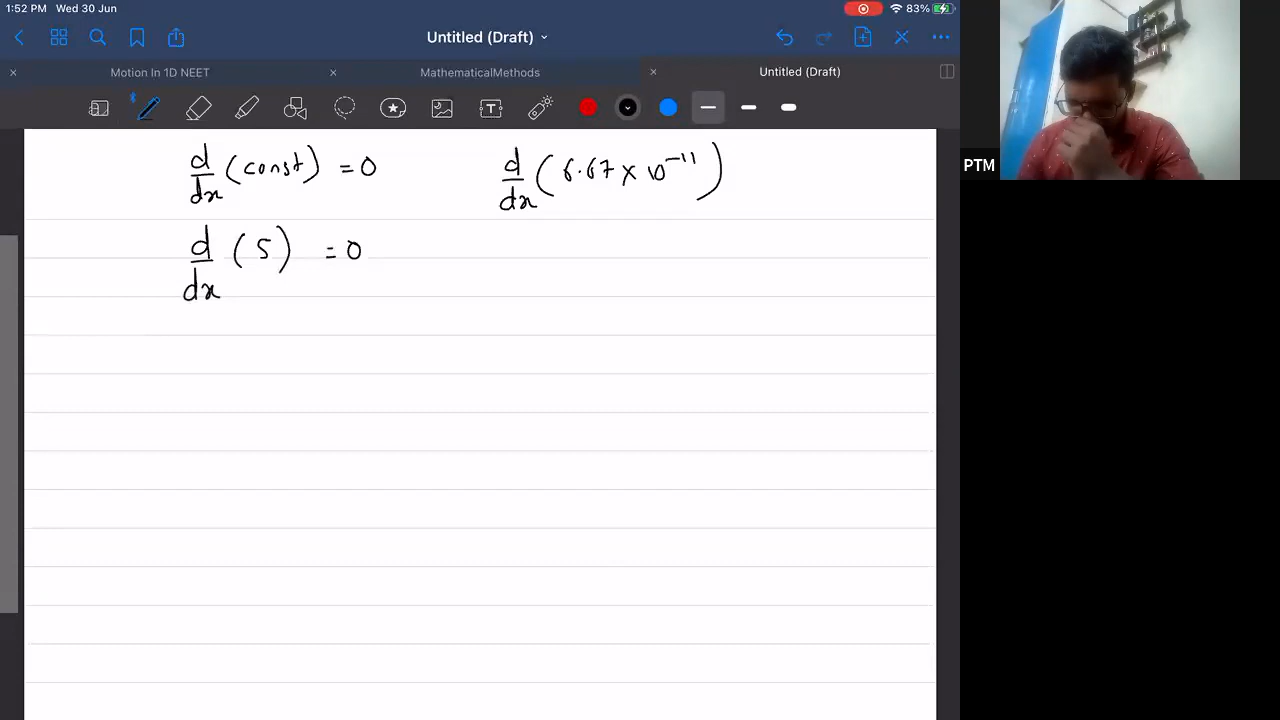 1:52 PM Wed 30 Jun
83%
Untitled (Draft)
Motion In 1D NEET
MathematicalMethods
Untitled (Draft)
T
d/dx (const) = 0
d/dx (6.67 × 10⁻¹¹)
d/dx (5) = 0
PTM